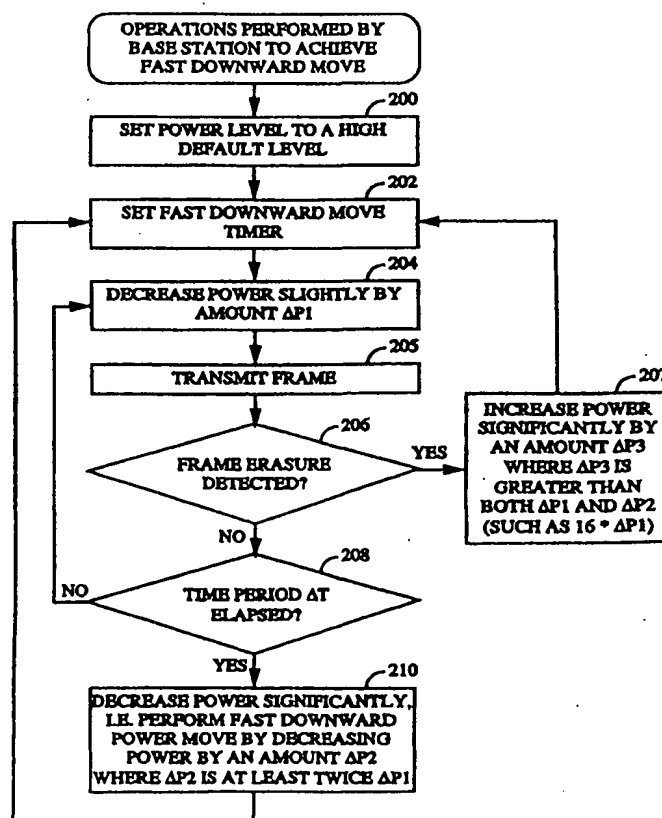 OPERATIONS PERFORMED BY
BASE STATION TO ACHIEVE
FAST DOWNWARD MOVE
200
SET POWER LEVEL TO A HIGH
DEFAULT LEVEL
202
SET FAST DOWNWARD MOVE
TIMER
204
DECREASE POWER SLIGHTLY BY
AMOUNT ΔP1
205
TRANSMIT FRAME
206
FRAME ERASURE
DETECTED?
YES
207
INCREASE POWER
SIGNIFICANTLY BY
AN AMOUNT ΔP3
WHERE ΔP3 IS
GREATER THAN
BOTH ΔP1 AND ΔP2
(SUCH AS 16 * ΔP1)
NO
208
TIME PERIOD ΔT
ELAPSED?
NO
YES
210
DECREASE POWER SIGNIFICANTLY,
I.E. PERFORM FAST DOWNWARD
POWER MOVE BY DECREASING
POWER BY AN AMOUNT ΔP2
WHERE ΔP2 IS AT LEAST TWICE ΔP1